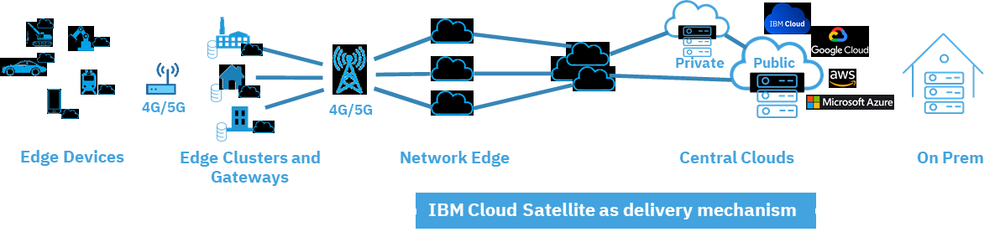 IBM Cloud
Google Cloud
Private
Public
aws
4G/5G
4G/5G
Microsoft Azure
Edge Devices
Edge Clusters and
Gateways
Network Edge
Central Clouds
On Prem
IBM Cloud Satellite as delivery mechanism